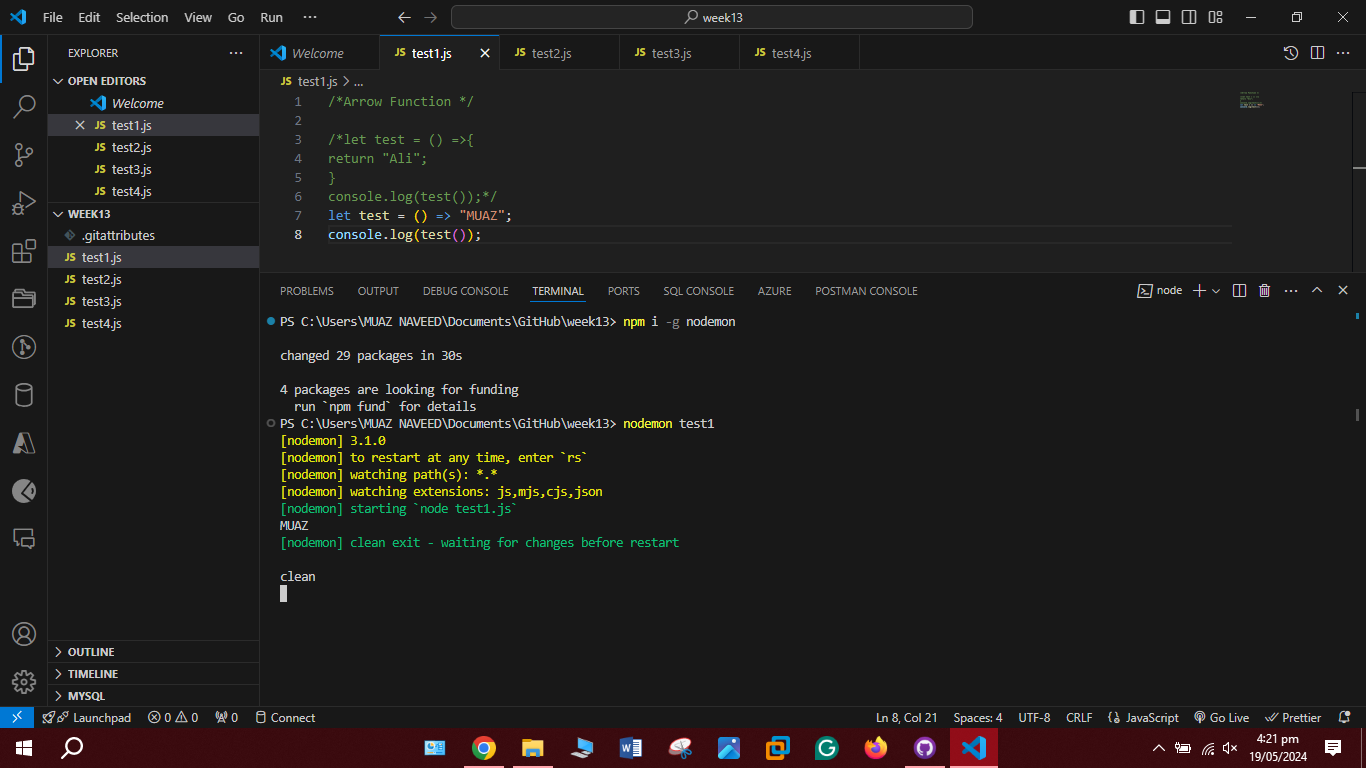 File Edit Selection View Go Run ··· week13
EXPLORER ···
OPEN EDITORS
Welcome
JS test1.js
JS test2.js
JS test3.js
JS test4.js
WEEK13
.gitattributes
JS test1.js
JS test2.js
JS test3.js
JS test4.js
OUTLINE
TIMELINE
MYSQL
Welcome JS test1.js JS test2.js JS test3.js JS test4.js
JS test1.js > ...
1 /*Arrow Function */
2
3 /*let test = () =>{
4 return "Ali";
5 }
6 console.log(test());*/
7 let test = () => "MUAZ";
8 console.log(test());
PROBLEMS OUTPUT DEBUG CONSOLE TERMINAL PORTS SQL CONSOLE AZURE POSTMAN CONSOLE node
PS C:\Users\MUAZ NAVEED\Documents\GitHub\week13> npm i -g nodemon
changed 29 packages in 30s
4 packages are looking for funding
run `npm fund` for details
PS C:\Users\MUAZ NAVEED\Documents\GitHub\week13> nodemon test1
[nodemon] 3.1.0
[nodemon] to restart at any time, enter `rs`
[nodemon] watching path(s): *.*
[nodemon] watching extensions: js,mjs,cjs,json
[nodemon] starting `node test1.js`
MUAZ
[nodemon] clean exit - waiting for changes before restart
clean
Launchpad 0 0 0 Connect Ln 8, Col 21 Spaces: 4 UTF-8 CRLF JavaScript Go Live Prettier
4:21 pm
19/05/2024